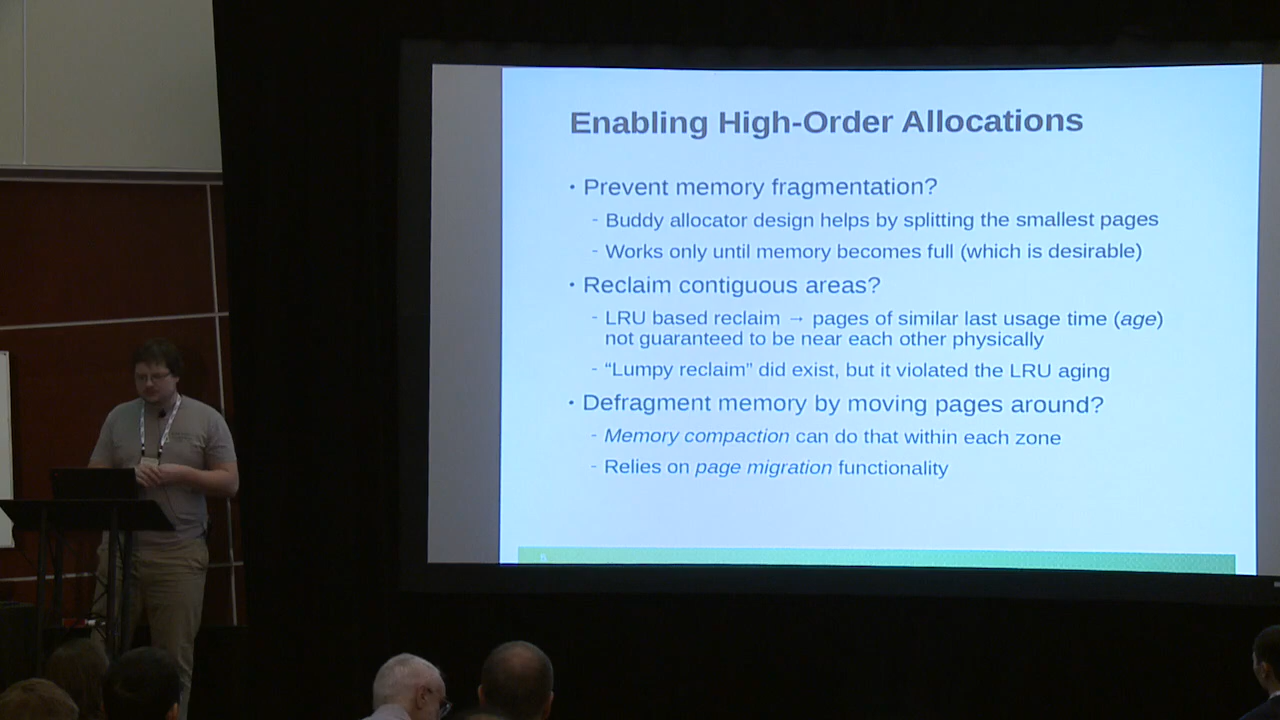 Enabling High-Order Allocations
• Prevent memory fragmentation?
- Buddy allocator design helps by splitting the smallest pages
- Works only until memory becomes full (which is desirable)
• Reclaim contiguous areas?
- LRU based reclaim → pages of similar last usage time (age)
not guaranteed to be near each other physically
- “Lumpy reclaim” did exist, but it violated the LRU aging
• Defragment memory by moving pages around?
- Memory compaction can do that within each zone
- Relies on page migration functionality